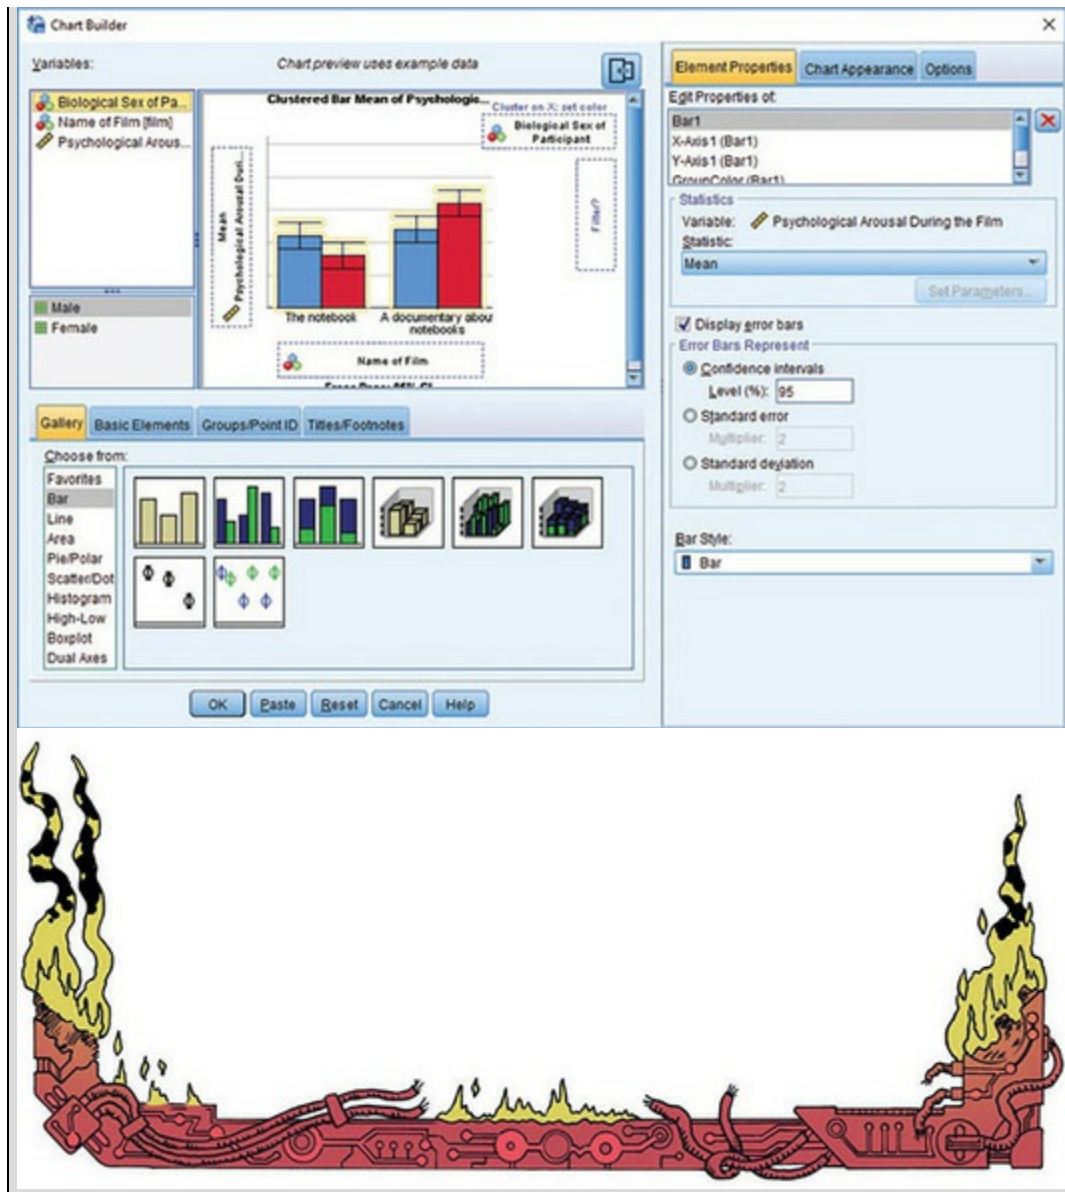 Chart Builder
Variables:
Chart preview uses example data
Biological Sex of Pa...
Name of Film [film]
Psychological Arous...
Male
Female
Clustered Bar Mean of Psychologic...
Cluster on X: set color
Biological Sex of
Participant
Filter?
Mean
Psychological Arousal Duri...
The notebook
A documentary abou
notebooks
Name of Film
Error Bars: 95% CI
Gallery
Basic Elements
Groups/Point ID
Titles/Footnotes
Choose from:
Favorites
Bar
Line
Area
Pie/Polar
Scatter/Dot
Histogram
High-Low
Boxplot
Dual Axes
OK
Paste
Reset
Cancel
Help
Element Properties
Chart Appearance
Options
Edit Properties of:
Bar1
X-Axis1 (Bar1)
Y-Axis1 (Bar1)
GroupColor (Bar1)
Statistics
Variable: Psychological Arousal During the Film
Statistic:
Mean
Set Parameters...
Display error bars
Error Bars Represent
Confidence intervals
Level (%): 95
Standard error
Multiplier: 2
Standard deviation
Multiplier: 2
Bar Style:
Bar